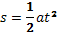 s = 1/2 at²